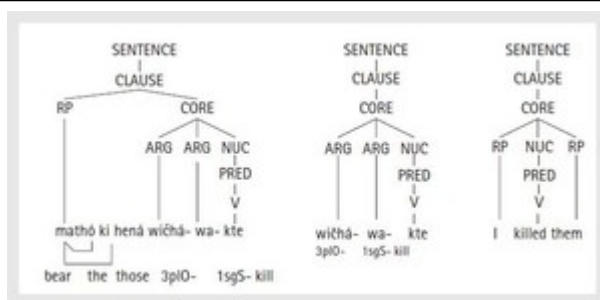 SENTENCE SENTENCE SENTENCE
CLAUSE CLAUSE CLAUSE
RP CORE CORE CORE
ARG ARG NUC ARG ARG NUC RP NUC RP
PRED PRED PRED
V V V
mathó ki hená wičhá- wa- kte wičhá- wa- kte I killed them
3plO- 1sgS- kill
bear the those 3plO- 1sgS- kill